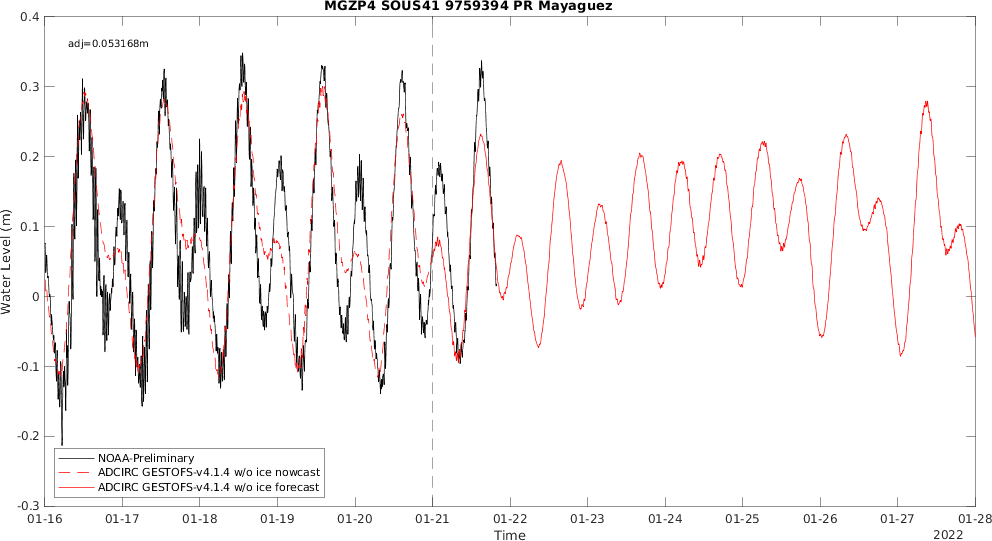 MGZP4 SOUS41 9759394 PR Mayaguez
adj=0.053168m
Water Level (m)
0.4
0.3
0.2
0.1
0
-0.1
-0.2
-0.3
NOAA-Preliminary
ADCIRC GESTOFS-v4.1.4 w/o ice nowcast
ADCIRC GESTOFS-v4.1.4 w/o ice forecast
01-16 01-17 01-18 01-19 01-20 01-21 01-22 01-23 01-24 01-25 01-26 01-27 01-28
Time
2022